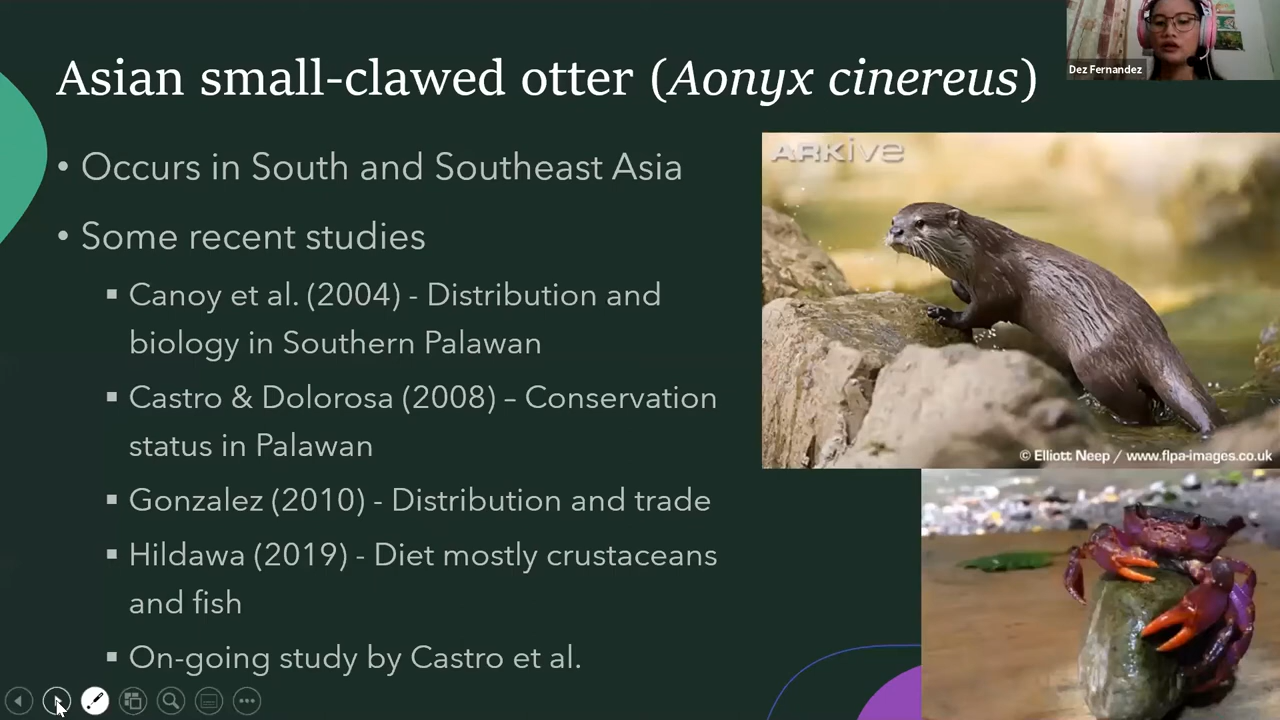 Asian small-clawed otter (Aonyx cinereus)
Dez Fernandez
• Occurs in South and Southeast Asia
• Some recent studies
▪ Canoy et al. (2004) - Distribution and
biology in Southern Palawan
▪ Castro & Dolorosa (2008) – Conservation
status in Palawan
▪ Gonzalez (2010) - Distribution and trade
▪ Hildawa (2019) - Diet mostly crustaceans
and fish
▪ On-going study by Castro et al.
ARKive
© Elliott Neep / www.flpa-images.co.uk